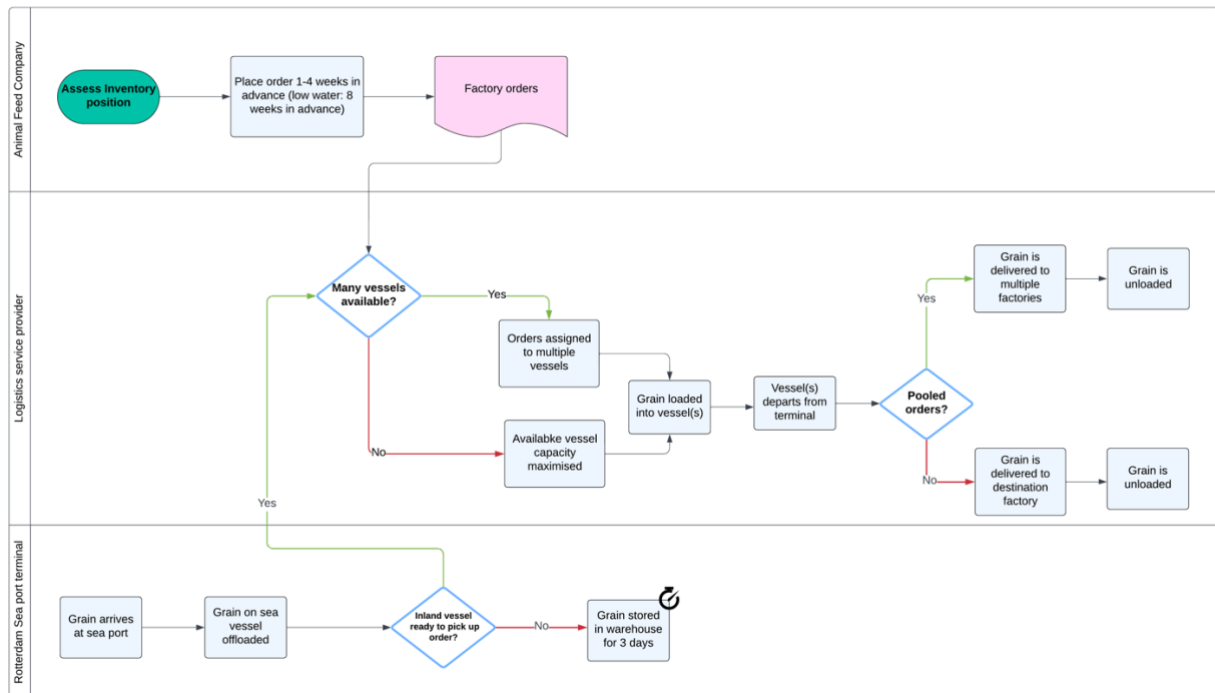 Animal Feed Company
Assess Inventory
position
Place order 1-4 weeks in
advance (low water: 8
weeks in advance)
Factory orders
Logistics service provider
Many vessels
available?
Yes
Orders assigned
to multiple
vessels
No
Availabke vessel
capacity
maximised
Grain loaded
into vessel(s)
Vessel(s)
departs from
terminal
Pooled
orders?
Yes
Grain is
delivered to
multiple
factories
Grain is
unloaded
No
Grain is
delivered to
destination
factory
Grain is
unloaded
Yes
Rotterdam Sea port terminal
Grain arrives
at sea port
Grain on sea
vessel
offloaded
Inland vessel
ready to pick up
order?
No
Grain stored
in warehouse
for 3 days